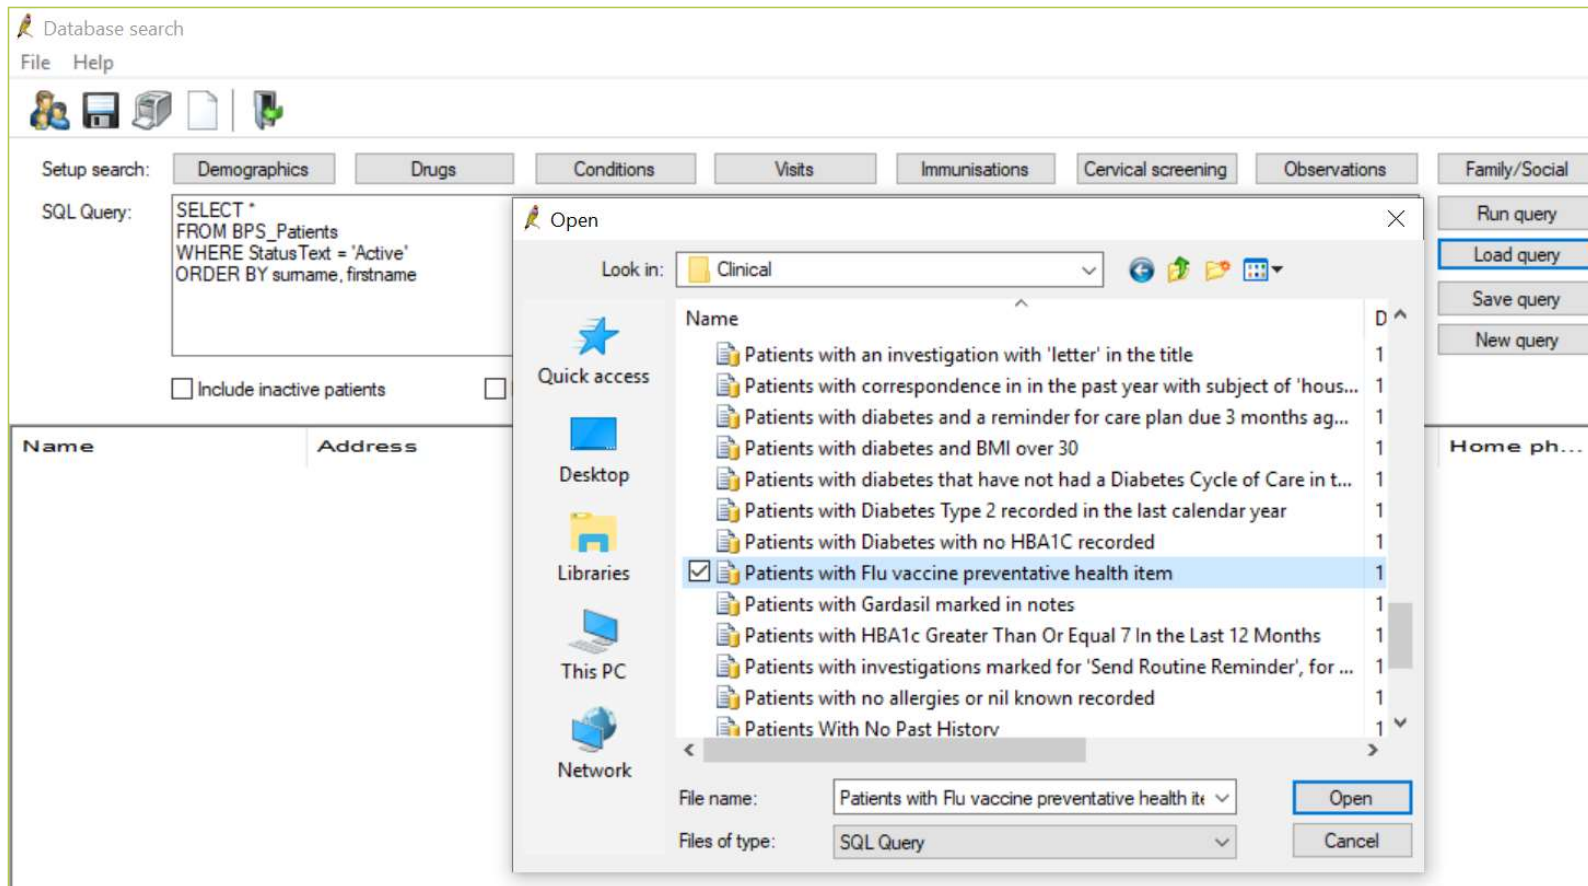 Database search
File Help
Setup search: Demographics Drugs Conditions Visits Immunisations Cervical screening Observations Family/Social
SQL Query:
SELECT *
FROM BPS_Patients
WHERE StatusText = 'Active'
ORDER BY surname, firstname
Run query
Load query
Save query
New query
Include inactive patients
Name Address Home ph...
Open
Look in: Clinical
Quick access
Desktop
Libraries
This PC
Network
Name D
Patients with an investigation with 'letter' in the title 1
Patients with correspondence in in the past year with subject of 'hous... 1
Patients with diabetes and a reminder for care plan due 3 months ag... 1
Patients with diabetes and BMI over 30 1
Patients with diabetes that have not had a Diabetes Cycle of Care in t... 1
Patients with Diabetes Type 2 recorded in the last calendar year 1
Patients with Diabetes with no HBA1C recorded 1
Patients with Flu vaccine preventative health item 1
Patients with Gardasil marked in notes 1
Patients with HBA1c Greater Than Or Equal 7 In the Last 12 Months 1
Patients with investigations marked for 'Send Routine Reminder', for ... 1
Patients with no allergies or nil known recorded 1
Patients With No Past History 1
File name: Patients with Flu vaccine preventative health ite
Open
Files of type: SQL Query
Cancel